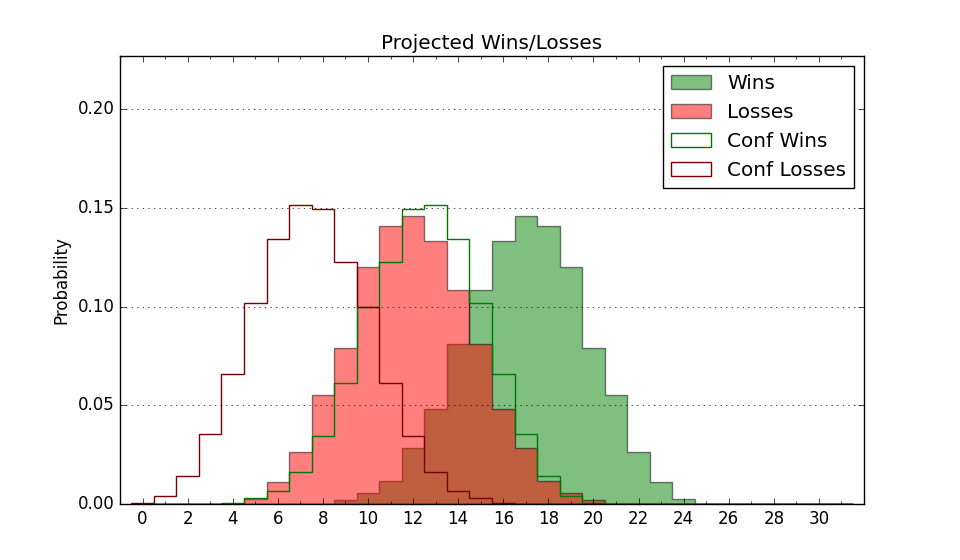 Projected Wins/Losses
Wins
Losses
Conf Wins
Conf Losses
Probability
0.20
0.15
0.10
0.05
0.00
0 2 4 6 8 10 12 14 16 18 20 22 24 26 28 30